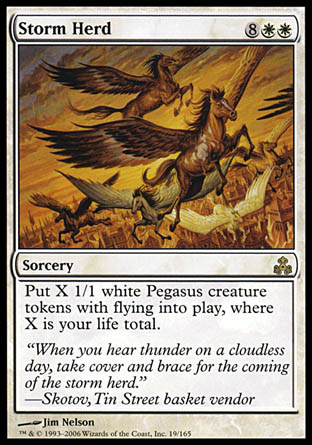 Storm Herd 8
Sorcery
Put X 1/1 white Pegasus creature
tokens with flying into play, where
X is your life total.
“When you hear thunder on a cloudless
day, take cover and brace for the coming
of the storm herd.”
—Skotov, Tin Street basket vendor
Jim Nelson
™ & © 1993–2006 Wizards of the Coast, Inc. 19/165